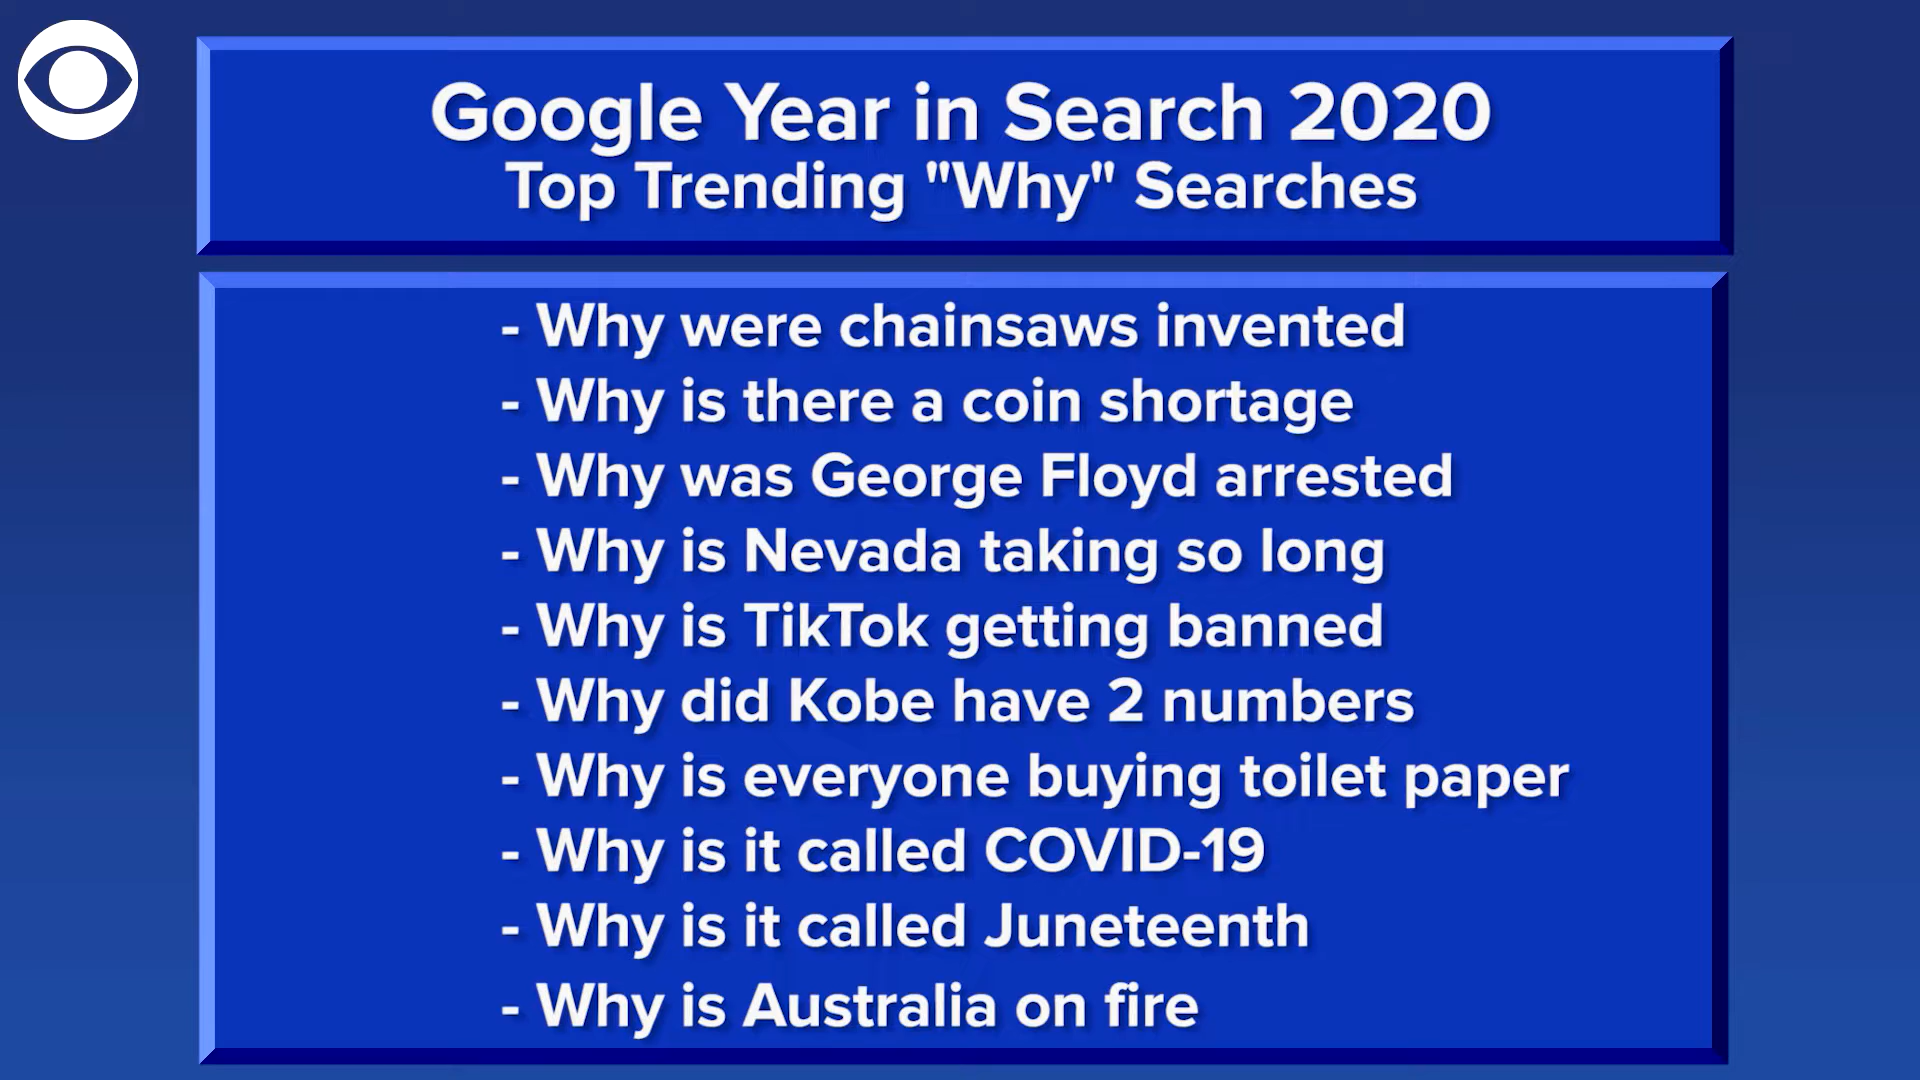 Google Year in Search 2020
Top Trending "Why" Searches
- Why were chainsaws invented
- Why is there a coin shortage
- Why was George Floyd arrested
- Why is Nevada taking so long
- Why is TikTok getting banned
- Why did Kobe have 2 numbers
- Why is everyone buying toilet paper
- Why is it called COVID-19
- Why is it called Juneteenth
- Why is Australia on fire